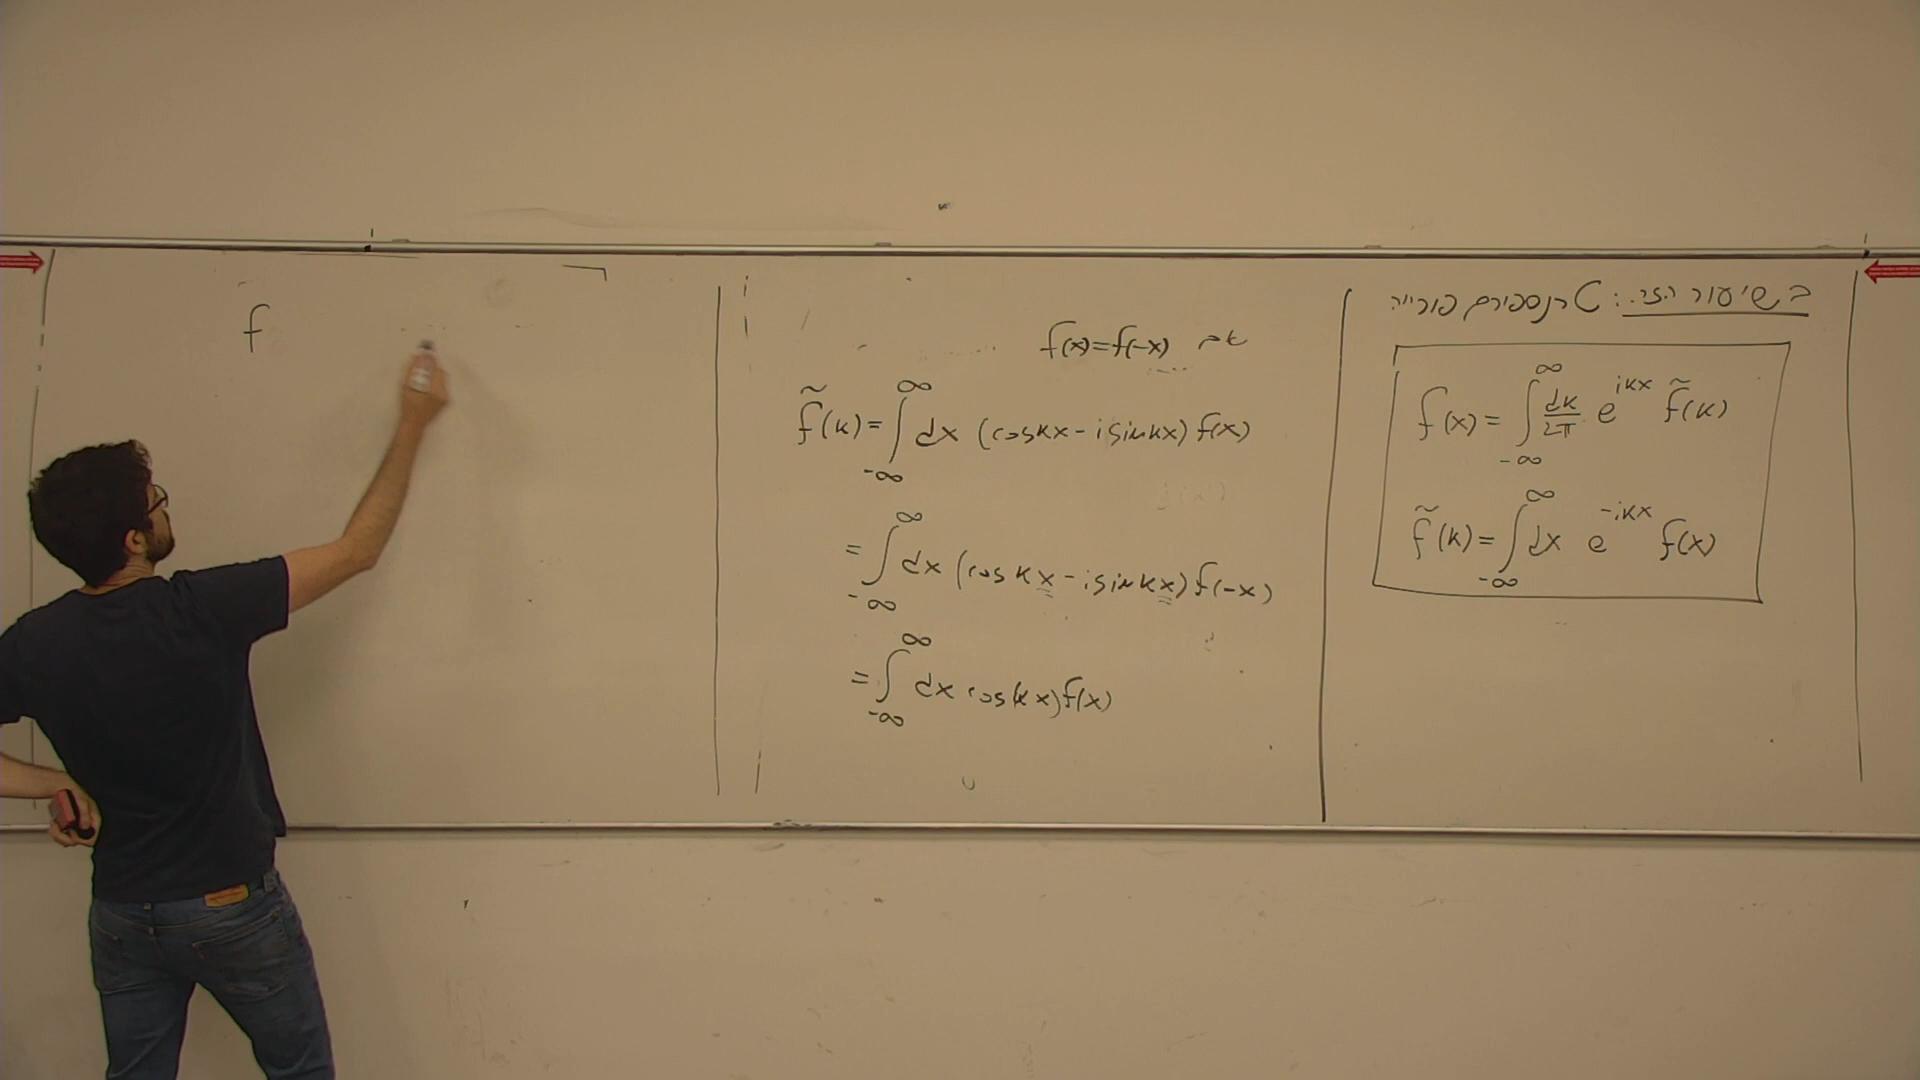 בשיעור הזה: טרנספורם פורייה
f(x) = ∫_{-∞}^{∞} dk/2π e^{ikx} f̃(k)
f̃(k) = ∫_{-∞}^{∞} dx e^{-ikx} f(x)
אם f(x)=f(-x)
f̃(k) = ∫_{-∞}^{∞} dx (cos kx - i sin kx) f(x)
= ∫_{-∞}^{∞} dx (cos kx - i sin kx) f(-x)
= ∫_{-∞}^{∞} dx cos(kx) f(x)
f